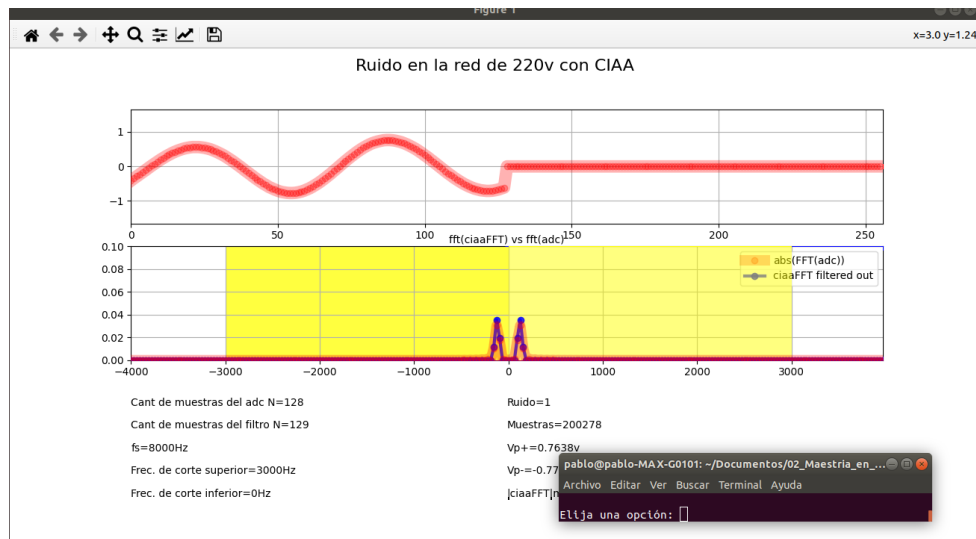 Figure 1
x=3.0 y=1.24
Ruido en la red de 220v con CIAA
1
0
−1
0 50 100 150 200 250
fft(ciaaFFT) vs fft(adc)
0.10
0.08
0.06
0.04
0.02
0.00
abs(FFT(adc))
ciaaFFT filtered out
−4000 −3000 −2000 −1000 0 1000 2000 3000
Cant de muestras del adc N=128
Cant de muestras del filtro N=129
fs=8000Hz
Frec. de corte superior=3000Hz
Frec. de corte inferior=0Hz
Ruido=1
Muestras=200278
Vp+=0.7638v
Vp-=-0.77
|ciaaFFT|
pablo@pablo-MAX-G0101: ~/Documentos/02_Maestria_en_...
Archivo Editar Ver Buscar Terminal Ayuda
Elija una opción: